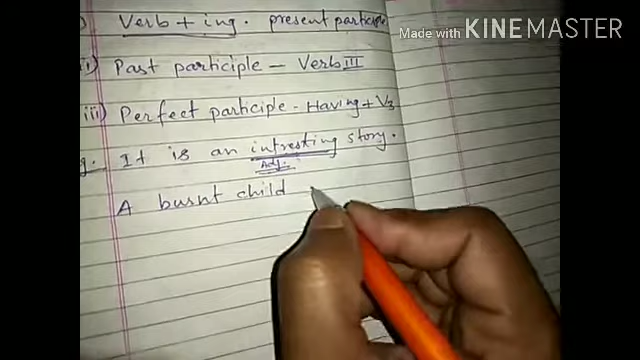 ) Verb + ing. present participle
Made with KINEMASTER
ii) Past participle - Verb III
iii) Perfect participle. Having + V3
g. It is an intresting story.
Adj.
A burnt child